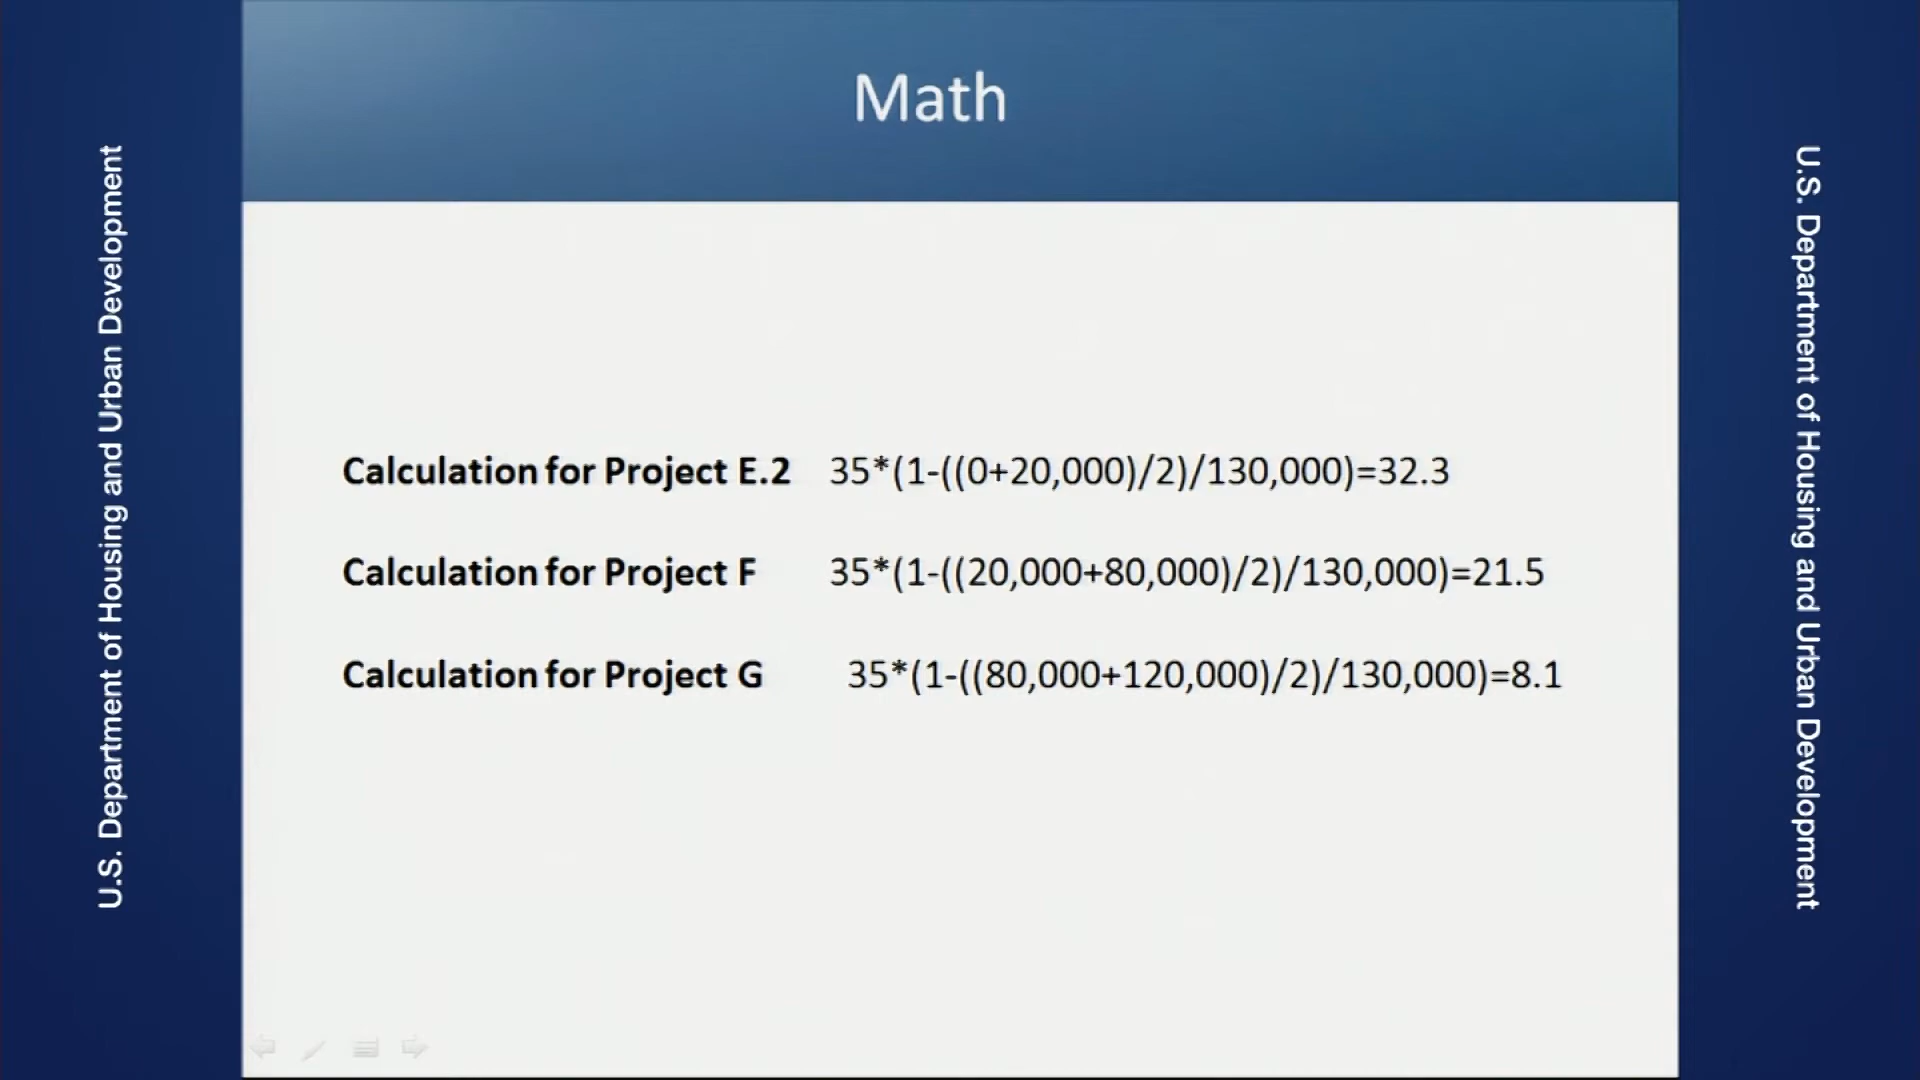 Math
U.S. Department of Housing and Urban Development
Calculation for Project E.2 35*(1-((0+20,000)/2)/130,000)=32.3
Calculation for Project F 35*(1-((20,000+80,000)/2)/130,000)=21.5
Calculation for Project G 35*(1-((80,000+120,000)/2)/130,000)=8.1
U.S. Department of Housing and Urban Development